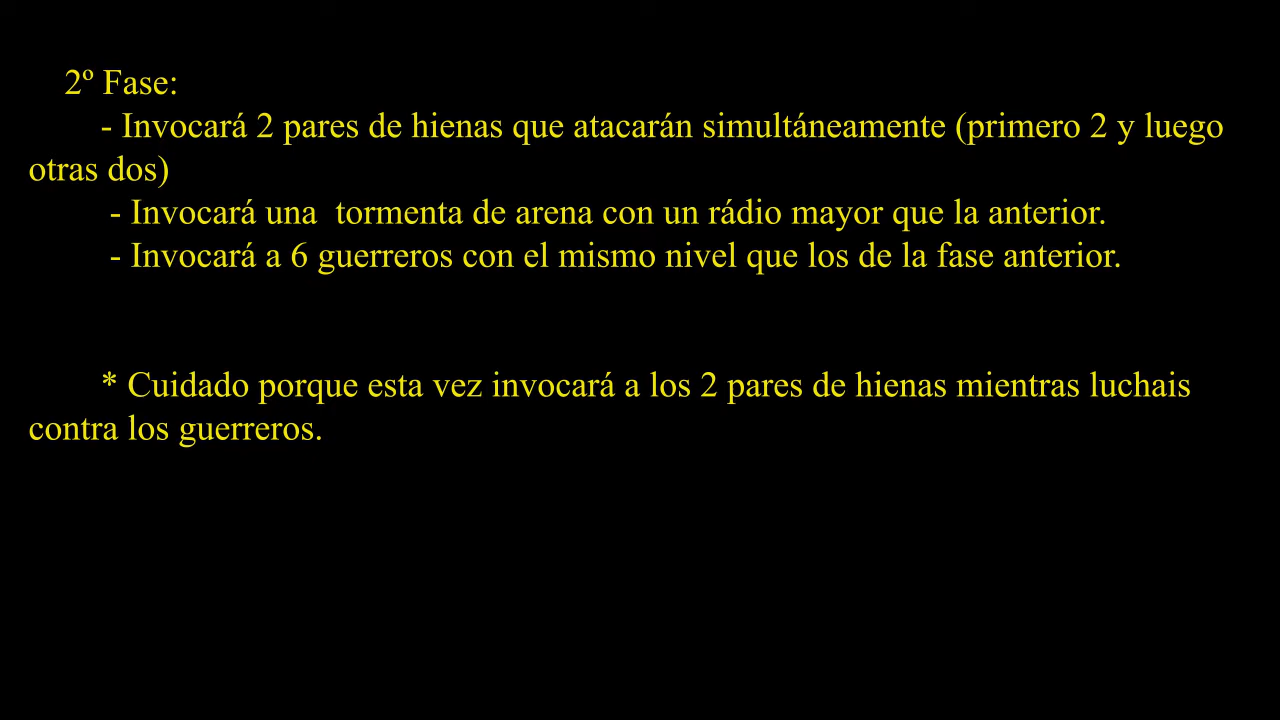 2º Fase:
- Invocará 2 pares de hienas que atacarán simultáneamente (primero 2 y luego
otras dos)
- Invocará una  tormenta de arena con un rádio mayor que la anterior.
- Invocará a 6 guerreros con el mismo nivel que los de la fase anterior.
* Cuidado porque esta vez invocará a los 2 pares de hienas mientras luchais
contra los guerreros.